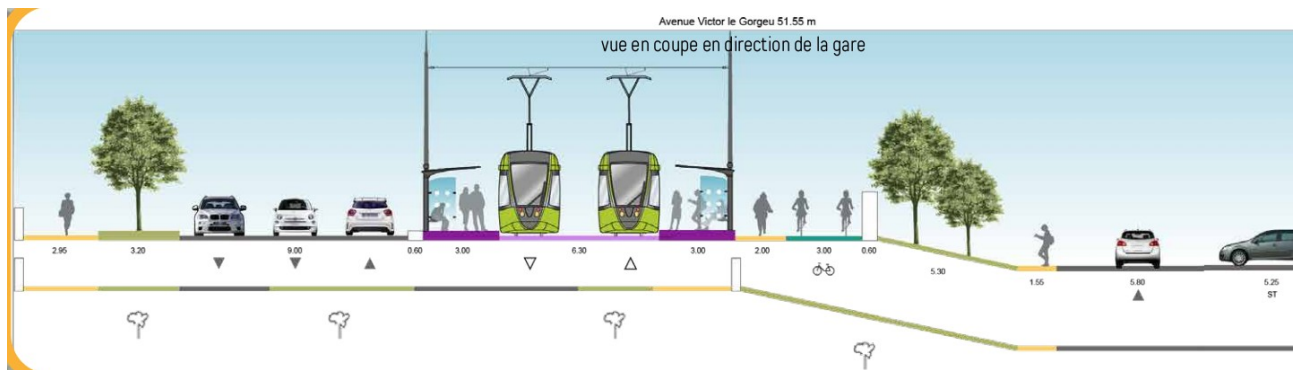 Avenue Victor le Gorgeu 51.55 m
vue en coupe en direction de la gare
2.95 3.20 9.00 0.60 3.00 6.30 3.00 2.00 3.00 0.60
5.30
1.55 5.80 5.25
ST